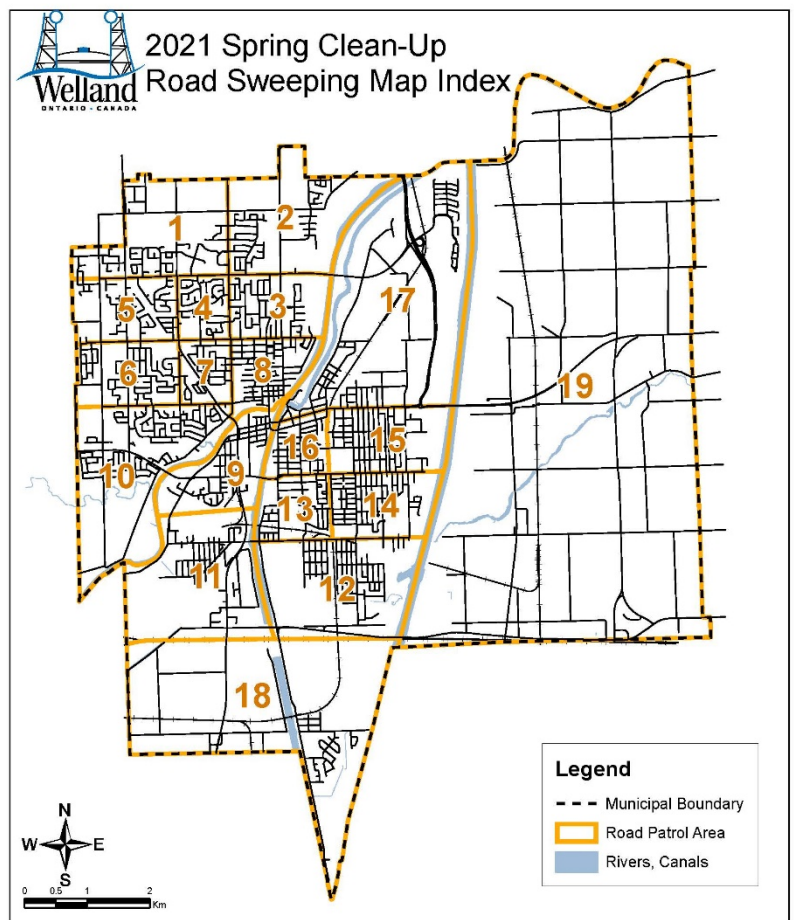 2021 Spring Clean-Up
Road Sweeping Map Index
Welland
ONTARIO · CANADA
1
2
3
4
5
6
7
8
9
10
11
12
13
14
15
16
17
18
19
Legend
Municipal Boundary
Road Patrol Area
Rivers, Canals
N
W E
S
0 0.5 1 2
Km